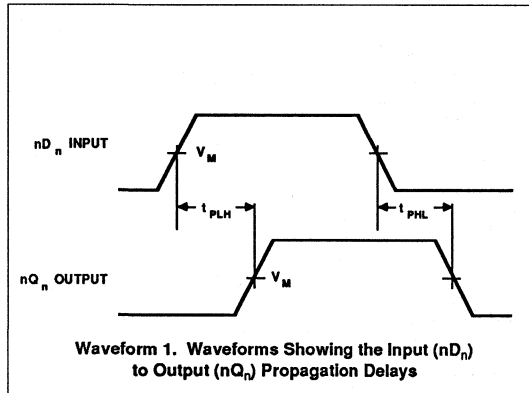 nDn INPUT
VM
tPLH
tPHL
nQn OUTPUT
VM
Waveform 1. Waveforms Showing the Input (nDn)
to Output (nQn) Propagation Delays